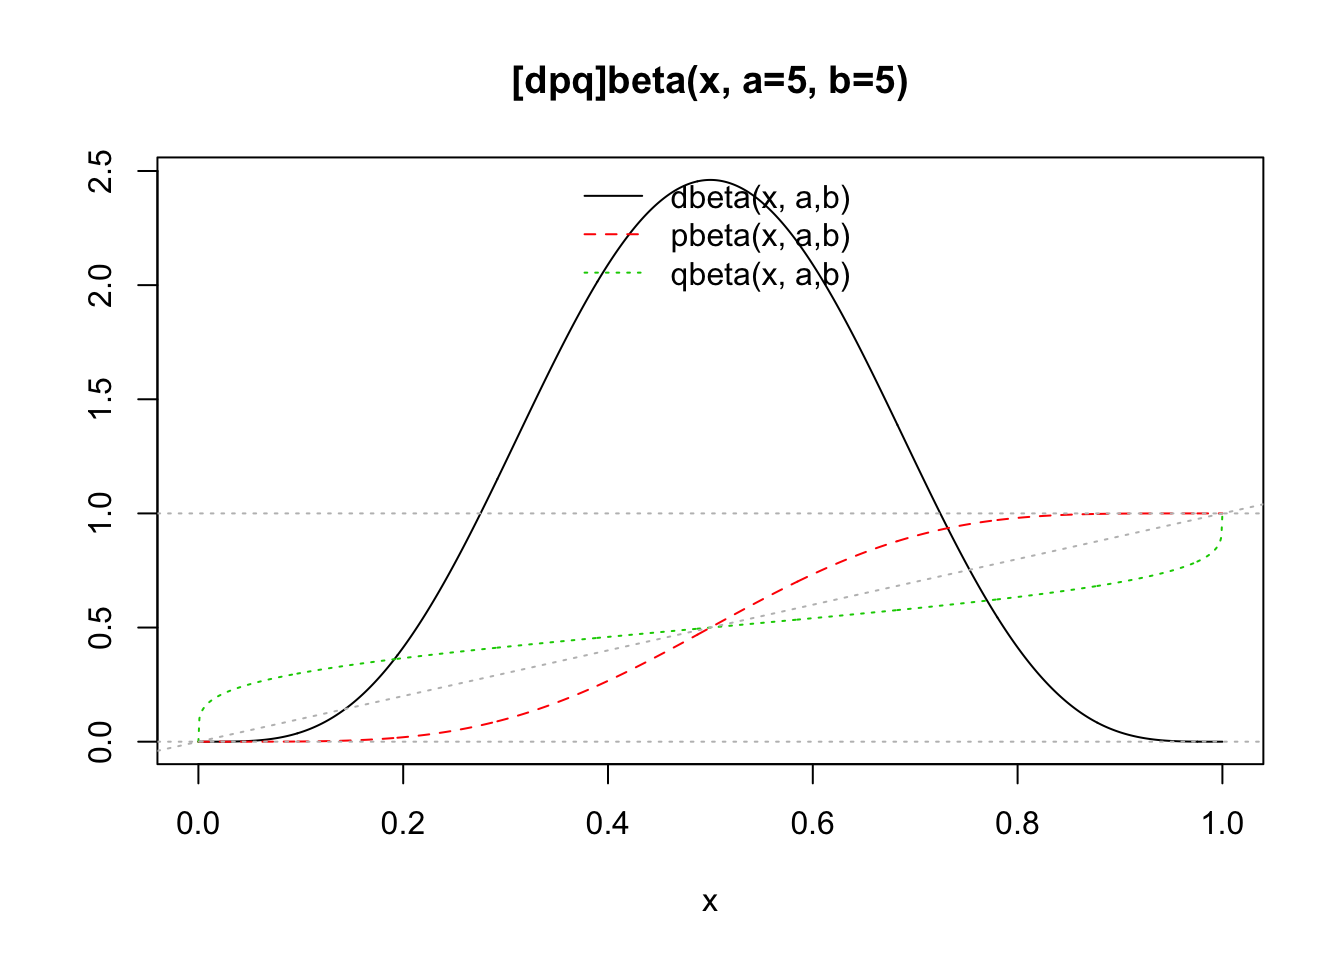 [dpq]beta(x, a=5, b=5)
2.5
2.0
1.5
1.0
0.5
0.0
dbeta(x, a,b)
pbeta(x, a,b)
qbeta(x, a,b)
0.0 0.2 0.4 0.6 0.8 1.0
x